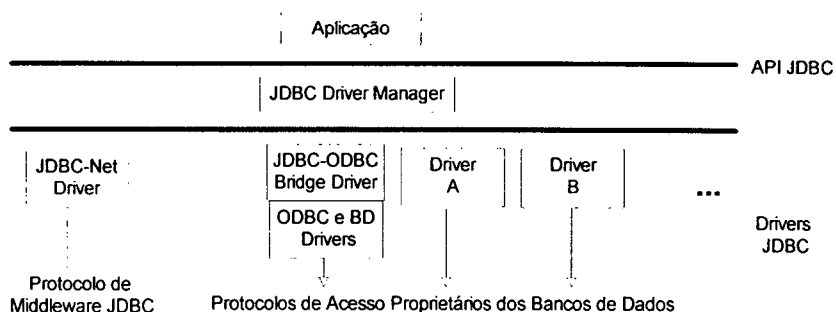 Aplicação
API JDBC
JDBC Driver Manager
JDBC-Net
Driver
JDBC-ODBC
Bridge Driver
ODBC e BD
Drivers
Driver
A
Driver
B
...
Drivers
JDBC
Protocolo de
Middleware JDBC
Protocolos de Acesso Proprietários dos Bancos de Dados